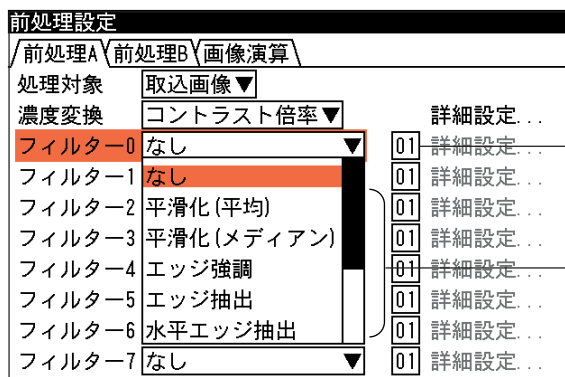 前処理設定
前処理A 前処理B 画像演算
処理対象 取込画像▼
濃度変換 コントラスト倍率▼ 詳細設定...
フィルター0 なし ▼ 01 詳細設定...
フィルター1 なし 01 詳細設定...
フィルター2 平滑化(平均) 01 詳細設定...
フィルター3 平滑化(メディアン) 01 詳細設定...
フィルター4 エッジ強調 01 詳細設定...
フィルター5 エッジ抽出 01 詳細設定...
フィルター6 水平エッジ抽出 01 詳細設定...
フィルター7 なし ▼ 01 詳細設定...